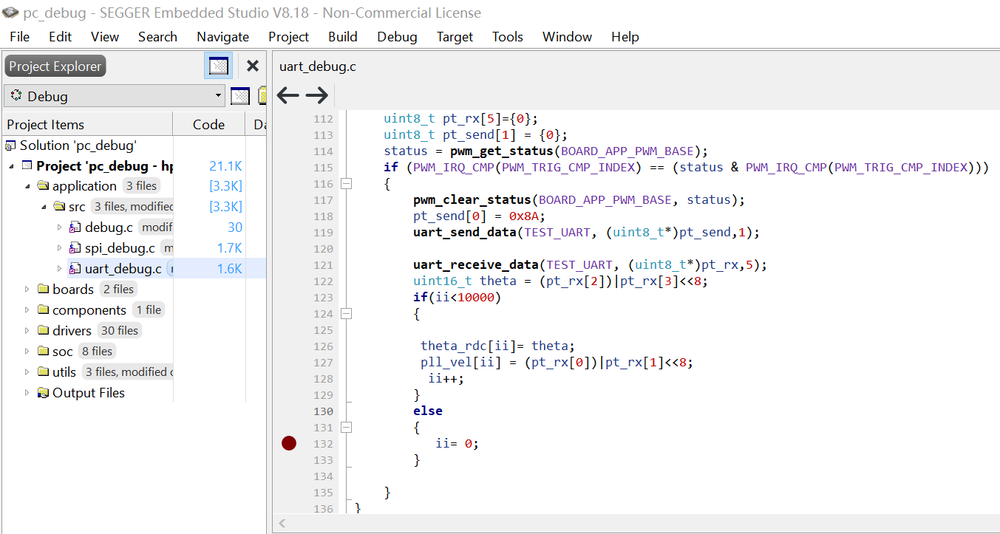 pc_debug - SEGGER Embedded Studio V8.18 - Non-Commercial License
File Edit View Search Navigate Project Build Debug Target Tools Window Help
Project Explorer
Debug
Project Items Code Da
Solution 'pc_debug'
Project 'pc_debug - hp 21.1K
application 3 files [3.3K]
src 3 files, modified [3.3K]
debug.c modif 30
spi_debug.c m 1.7K
uart_debug.c 1.6K
boards 2 files
components 1 file
drivers 30 files
soc 8 files
utils 3 files, modified o
Output Files
uart_debug.c
112 uint8_t pt_rx[5]={0};
113 uint8_t pt_send[1] = {0};
114 status = pwm_get_status(BOARD_APP_PWM_BASE);
115 if (PWM_IRQ_CMP(PWM_TRIG_CMP_INDEX) == (status & PWM_IRQ_CMP(PWM_TRIG_CMP_INDEX)))
116 {
117 pwm_clear_status(BOARD_APP_PWM_BASE, status);
118 pt_send[0] = 0x8A;
119 uart_send_data(TEST_UART, (uint8_t*)pt_send,1);
120
121 uart_receive_data(TEST_UART, (uint8_t*)pt_rx,5);
122 uint16_t theta = (pt_rx[2])|pt_rx[3]<<8;
123 if(ii<10000)
124 {
125
126 theta_rdc[ii]= theta;
127 pll_vel[ii] = (pt_rx[0])|pt_rx[1]<<8;
128 ii++;
129 }
130 else
131 {
132 ii= 0;
133 }
134
135 }
136 }